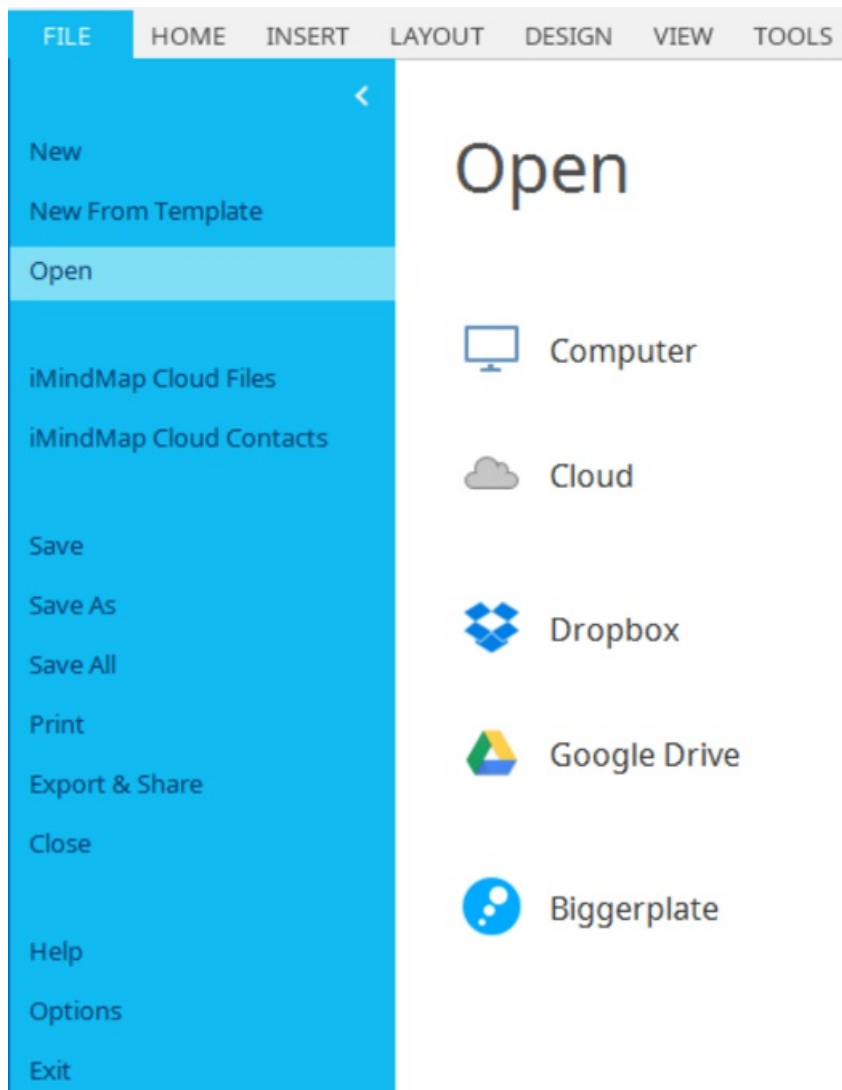 FILE HOME INSERT LAYOUT DESIGN VIEW TOOLS
New
New From Template
Open
iMindMap Cloud Files
iMindMap Cloud Contacts
Save
Save As
Save All
Print
Export & Share
Close
Help
Options
Exit
Open
Computer
Cloud
Dropbox
Google Drive
Biggerplate